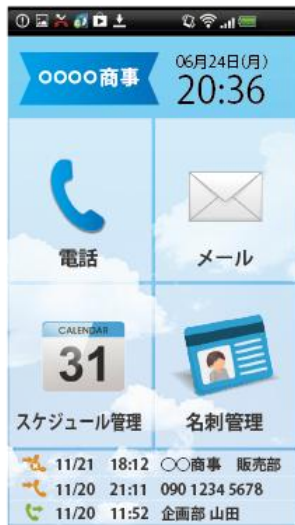 ○○○○商事
06月24日(月)
20:36
電話
メール
CALENDAR
31
スケジュール管理
名刺管理
11/21 18:12 ○○商事 販売部
11/20 21:11 090 1234 5678
11/20 11:52 企画部 山田